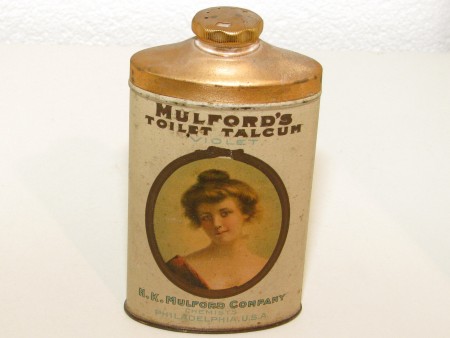 MULFORD'S
TOILET TALCUM
VIOLET
H. K. MULFORD COMPANY
CHEMISTS
PHILADELPHIA, U.S.A.